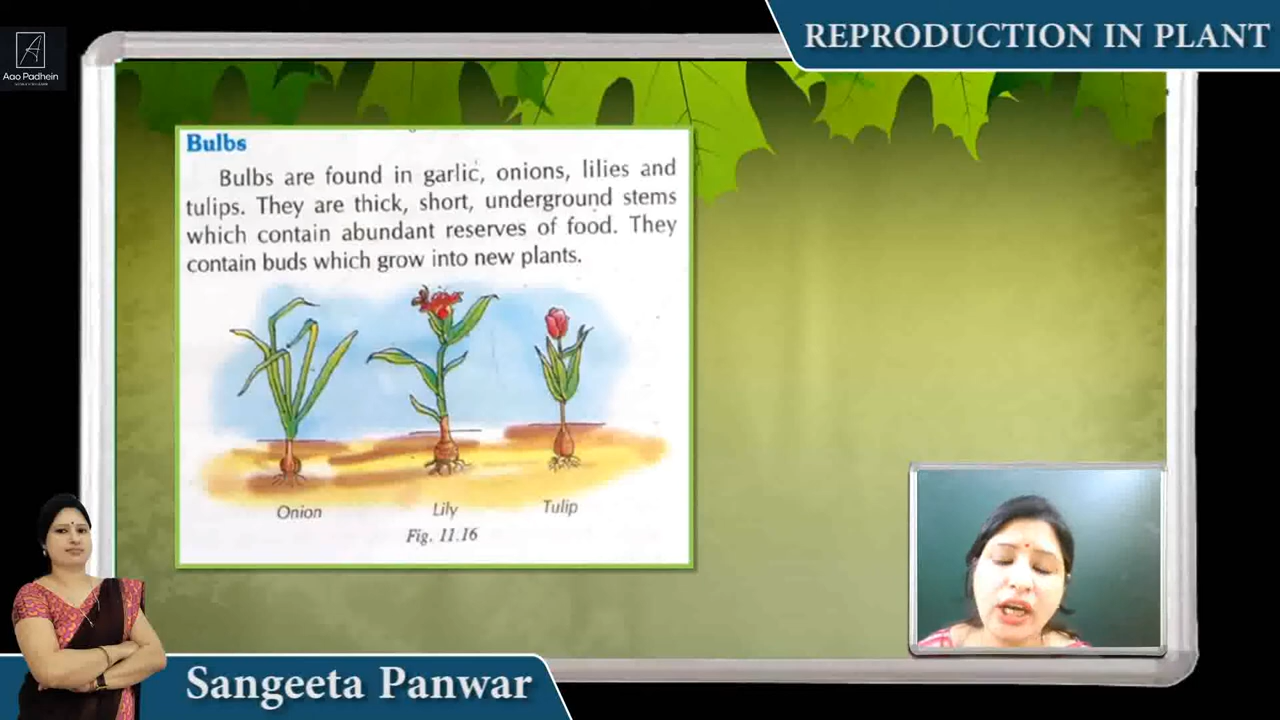 REPRODUCTION IN PLANT
Aao Padhein
Bulbs
Bulbs are found in garlic, onions, lilies and
tulips. They are thick, short, underground stems
which contain abundant reserves of food. They
contain buds which grow into new plants.
Onion
Lily
Tulip
Fig. 11.16
Sangeeta Panwar